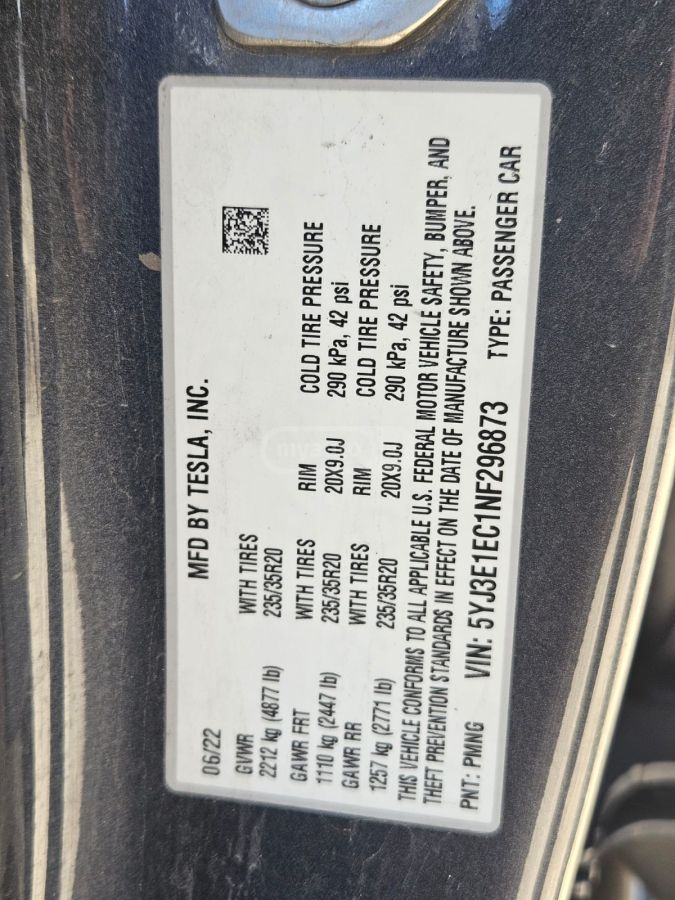 MFD BY TESLA, INC.
06/22
GVWR WITH TIRES
2212 kg (4877 lb) 235/35R20
GAWR FRT WITH TIRES RIM COLD TIRE PRESSURE
1110 kg (2447 lb) 235/35R20 20X9.0J 290 kPa, 42 psi
GAWR RR WITH TIRES RIM COLD TIRE PRESSURE
1257 kg (2771 lb) 235/35R20 20X9.0J 290 kPa, 42 psi
THIS VEHICLE CONFORMS TO ALL APPLICABLE U.S. FEDERAL MOTOR VEHICLE SAFETY, BUMPER, AND
THEFT PREVENTION STANDARDS IN EFFECT ON THE DATE OF MANUFACTURE SHOWN ABOVE.
PNT: PMNG VIN: 5YJ3E1EC1NF296873 TYPE: PASSENGER CAR